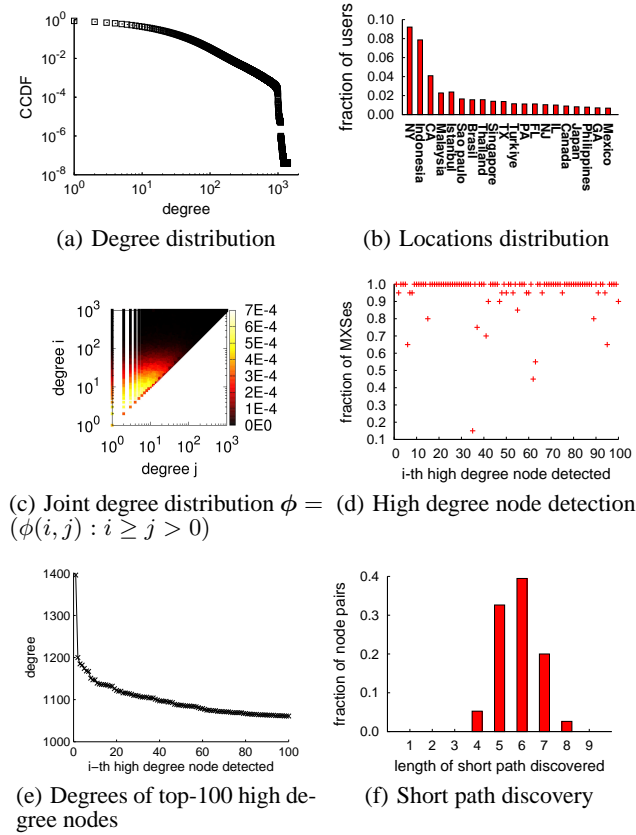 CCDF
10^0
10^-2
10^-4
10^-6
10^-8
10^0 10^1 10^2 10^3
degree
(a) Degree distribution
fraction of users
0.10
0.08
0.06
0.04
0.02
0.00
NY
Indonesia
CA
Malaysia
Istanbul
Sao paulo
Brasil
Thailand
Singapore
TX
Turkiye
PA
FL
NJ
IL
Canada
Japan
Philippines
GA
Mexico
(b) Locations distribution
degree i
10^3
10^2
10^1
10^0
10^0 10^1 10^2 10^3
degree j
7E-4
6E-4
5E-4
4E-4
3E-4
2E-4
1E-4
0E0
(c) Joint degree distribution ϕ =
(ϕ(i, j) : i ≥ j > 0)
fraction of MXSes
1.0
0.9
0.8
0.7
0.6
0.5
0.4
0.3
0.2
0.1
0 10 20 30 40 50 60 70 80 90 100
i-th high degree node detected
(d) High degree node detection
degree
1400
1300
1200
1100
1000
0 20 40 60 80 100
i-th high degree node detected
(e) Degrees of top-100 high de-
gree nodes
fraction of node pairs
0.4
0.3
0.2
0.1
0.0
1 2 3 4 5 6 7 8 9
length of short path discovered
(f) Short path discovery